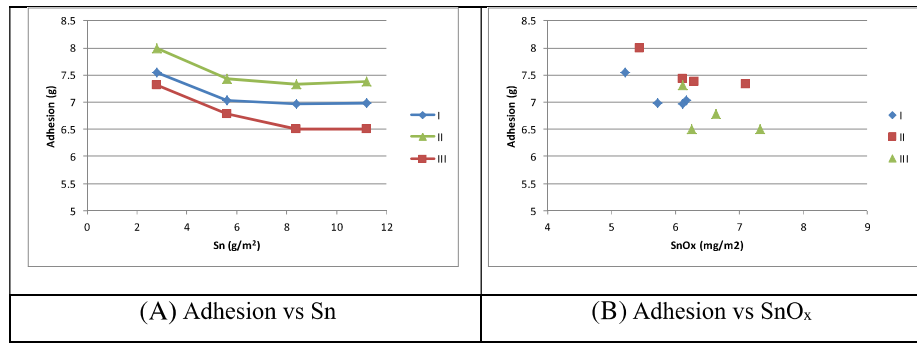 8.5
8
7.5
7
6.5
6
5.5
5
Adhesion (g)
0 2 4 6 8 10 12
Sn (g/m²)
I
II
III
(A) Adhesion vs Sn
8.5
8
7.5
7
6.5
6
5.5
5
Adhesion (g)
4 5 6 7 8 9
SnOx (mg/m2)
I
II
III
(B) Adhesion vs SnOₓ